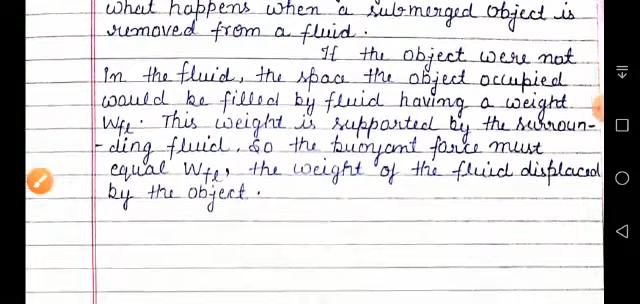 what happens when a submerged object is
removed from a fluid.
If the object were not
in the fluid, the space the object occupied
would be filled by fluid having a weight
Wfl. This weight is supported by the surroun-
-ding fluid, So the buoyant force must
equal Wfl, the weight of the fluid displaced
by the object.